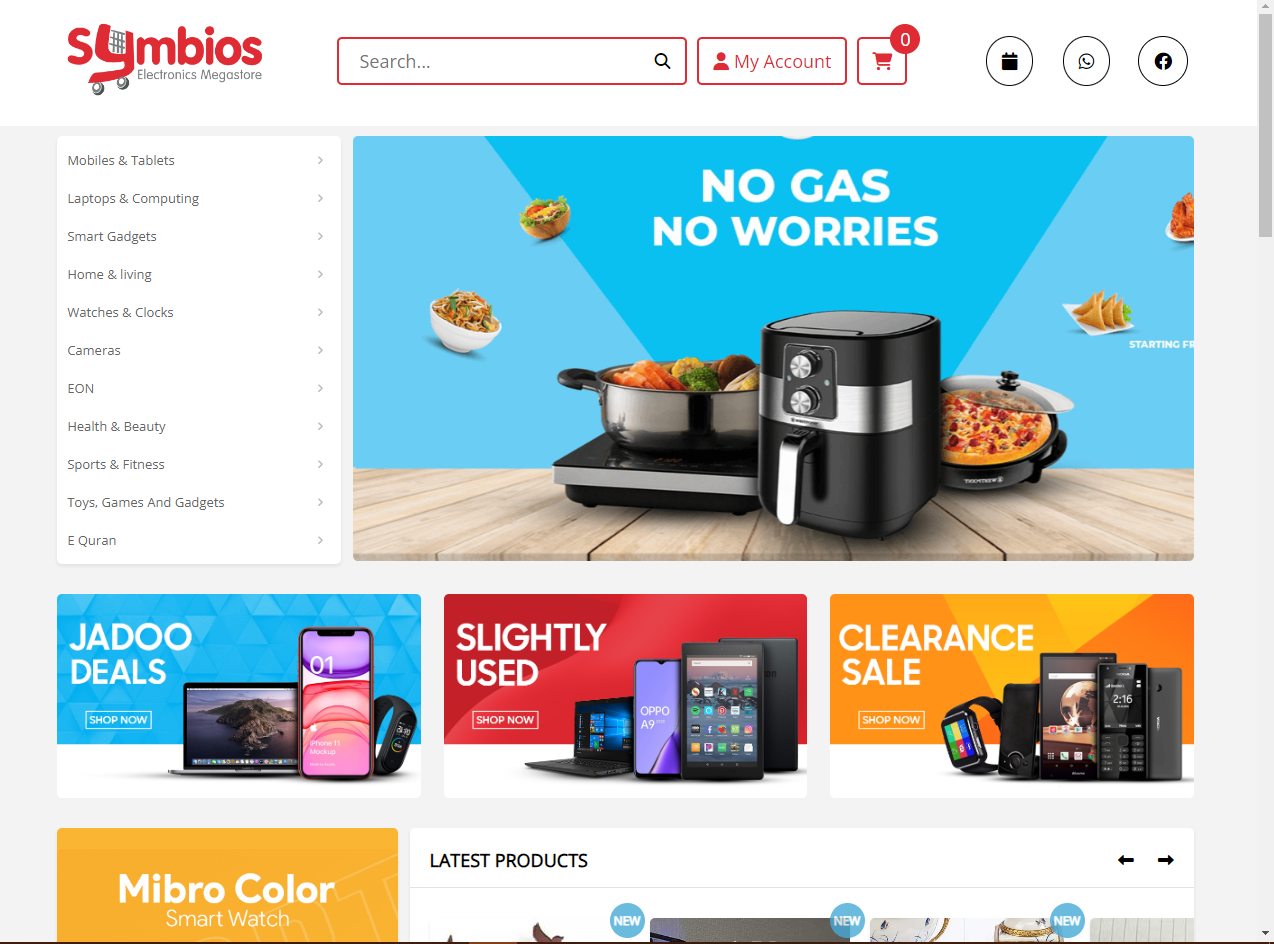 Symbios
Electronics Megastore
Search...
My Account
0
Mobiles & Tablets
Laptops & Computing
Smart Gadgets
Home & living
Watches & Clocks
Cameras
EON
Health & Beauty
Sports & Fitness
Toys, Games And Gadgets
E Quran
NO GAS
NO WORRIES
STARTING FR
JADOO
DEALS
SHOP NOW
01
iPhone 11
Mockup
SLIGHTLY
USED
SHOP NOW
OPPO
A9
CLEARANCE
SALE
SHOP NOW
2:16
Mibro Color
Smart Watch
LATEST PRODUCTS
NEW
NEW
NEW